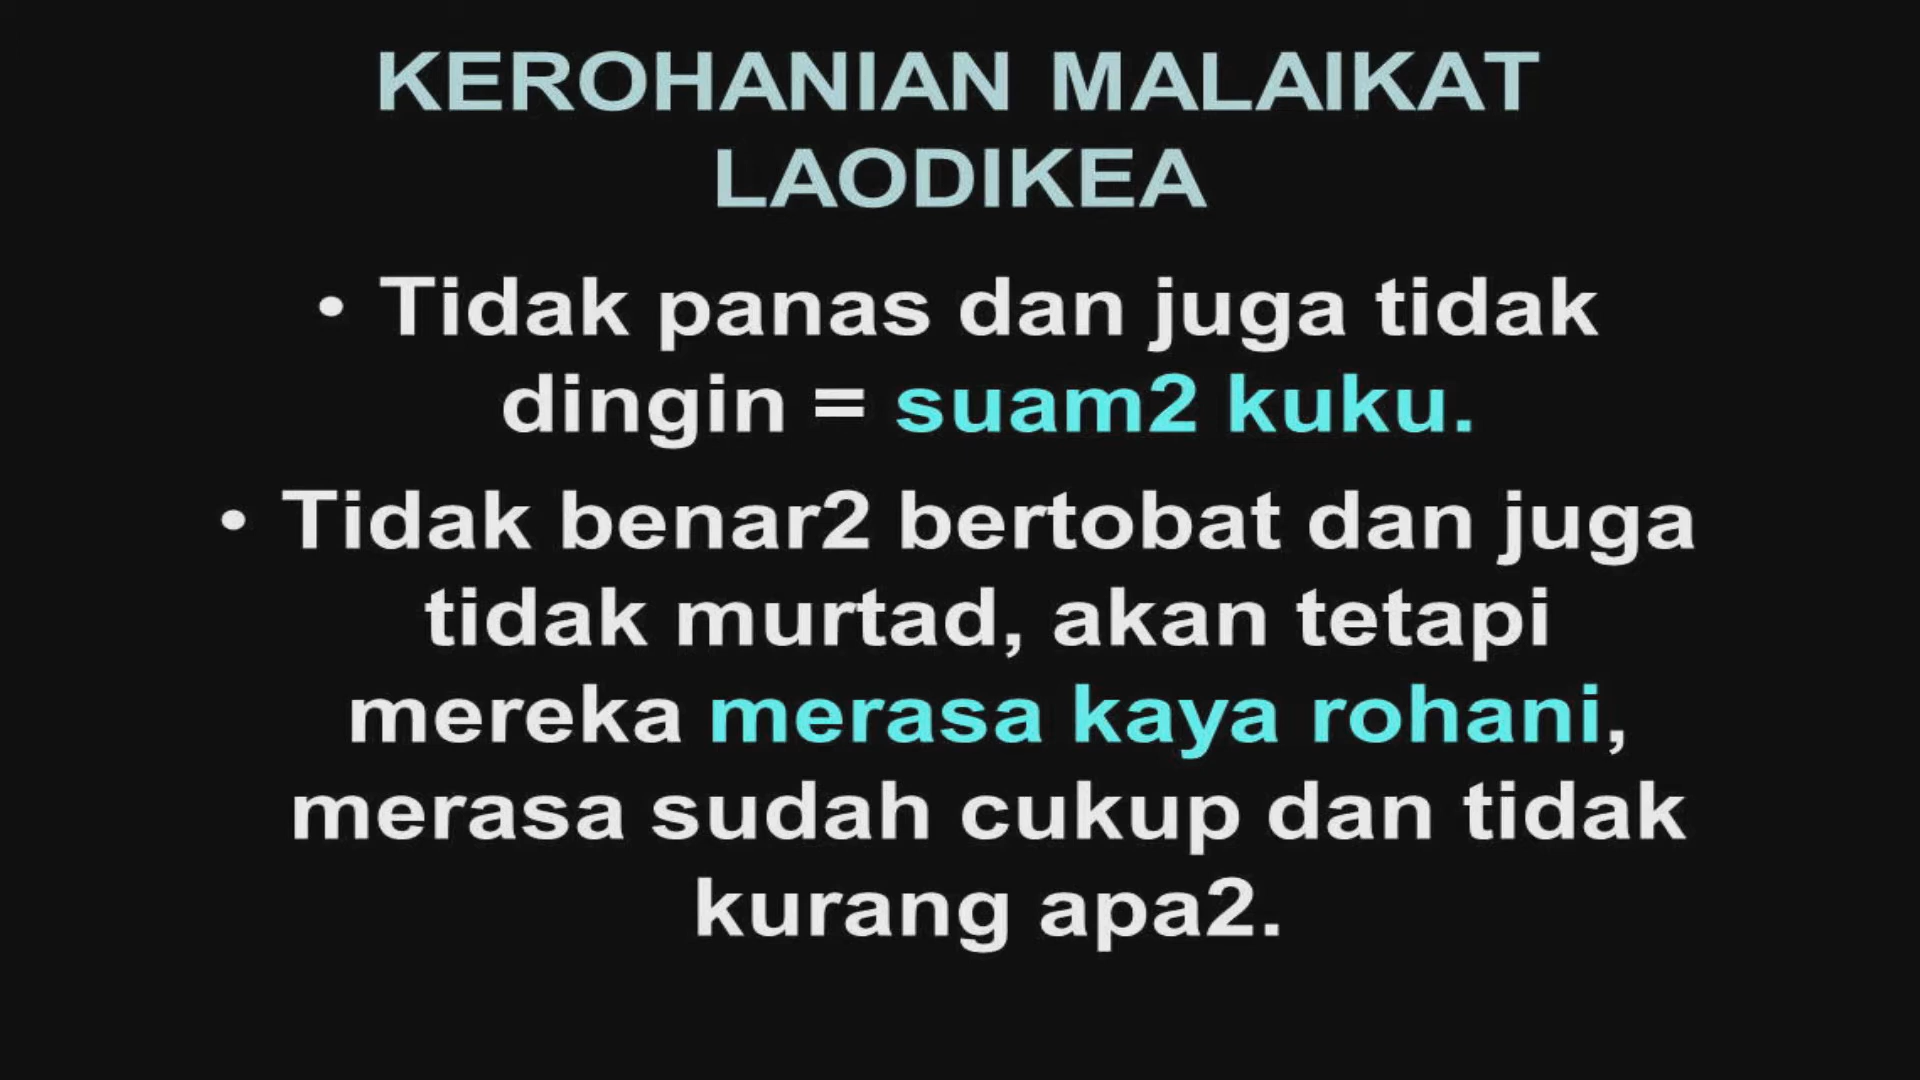 KEROHANIAN MALAIKAT
LAODIKEA
• Tidak panas dan juga tidak
dingin = suam2 kuku.
• Tidak benar2 bertobat dan juga
tidak murtad, akan tetapi
mereka merasa kaya rohani,
merasa sudah cukup dan tidak
kurang apa2.